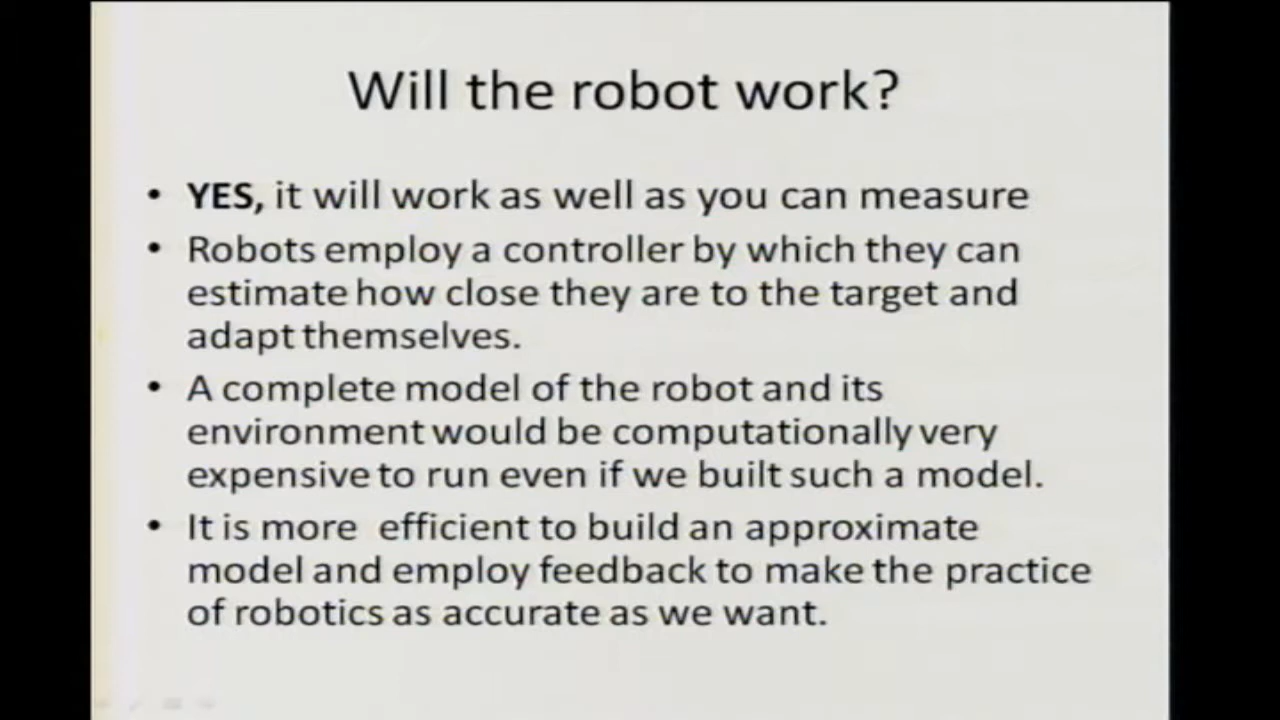 Will the robot work?
• YES, it will work as well as you can measure
• Robots employ a controller by which they can
estimate how close they are to the target and
adapt themselves.
• A complete model of the robot and its
environment would be computationally very
expensive to run even if we built such a model.
• It is more efficient to build an approximate
model and employ feedback to make the practice
of robotics as accurate as we want.